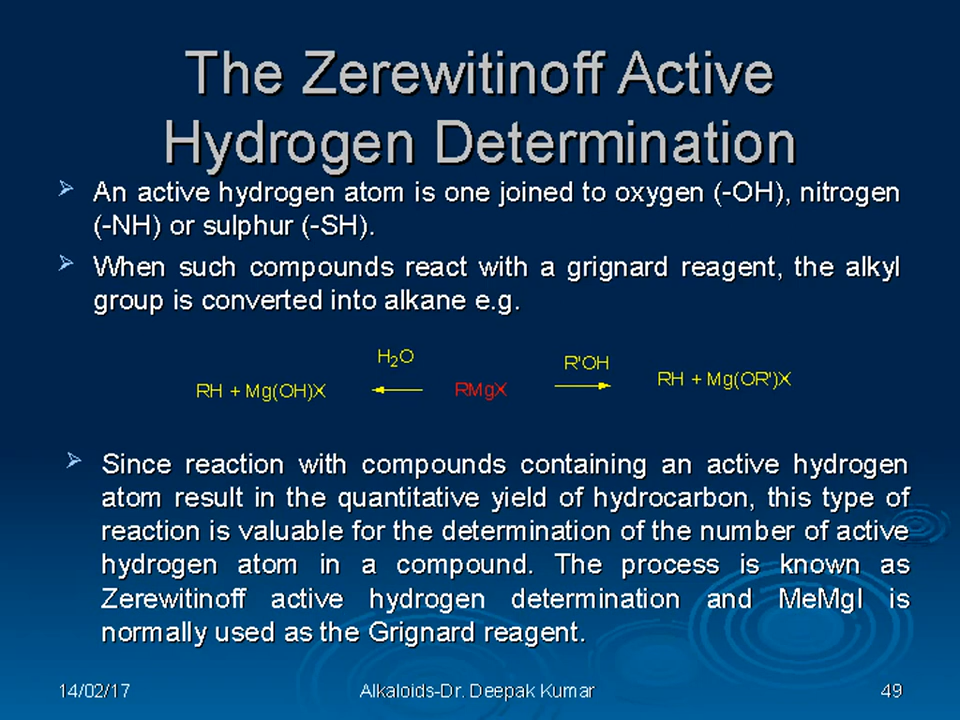 The Zerewitinoff Active
Hydrogen Determination
An active hydrogen atom is one joined to oxygen (-OH), nitrogen
(-NH) or sulphur (-SH).
When such compounds react with a grignard reagent, the alkyl
group is converted into alkane e.g.
H₂O
R'OH
RH + Mg(OH)X
RMgX
RH + Mg(OR')X
Since reaction with compounds containing an active hydrogen
atom result in the quantitative yield of hydrocarbon, this type of
reaction is valuable for the determination of the number of active
hydrogen atom in a compound. The process is known as
Zerewitinoff active hydrogen determination and MeMgI is
normally used as the Grignard reagent.
14/02/17
Alkaloids-Dr. Deepak Kumar
49